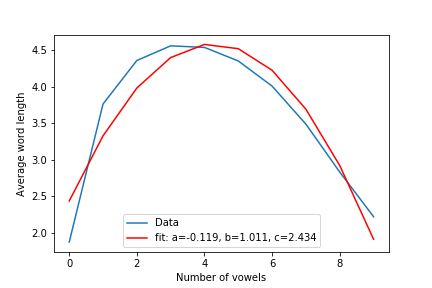 4.5
4.0
3.5
3.0
2.5
2.0
Average word length
Data
fit: a=-0.119, b=1.011, c=2.434
0 2 4 6 8
Number of vowels